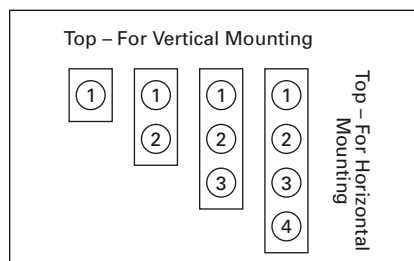 Top – For Vertical Mounting
1 1 1 1
2 2 2
3 3
4
Top – For Horizontal
Mounting